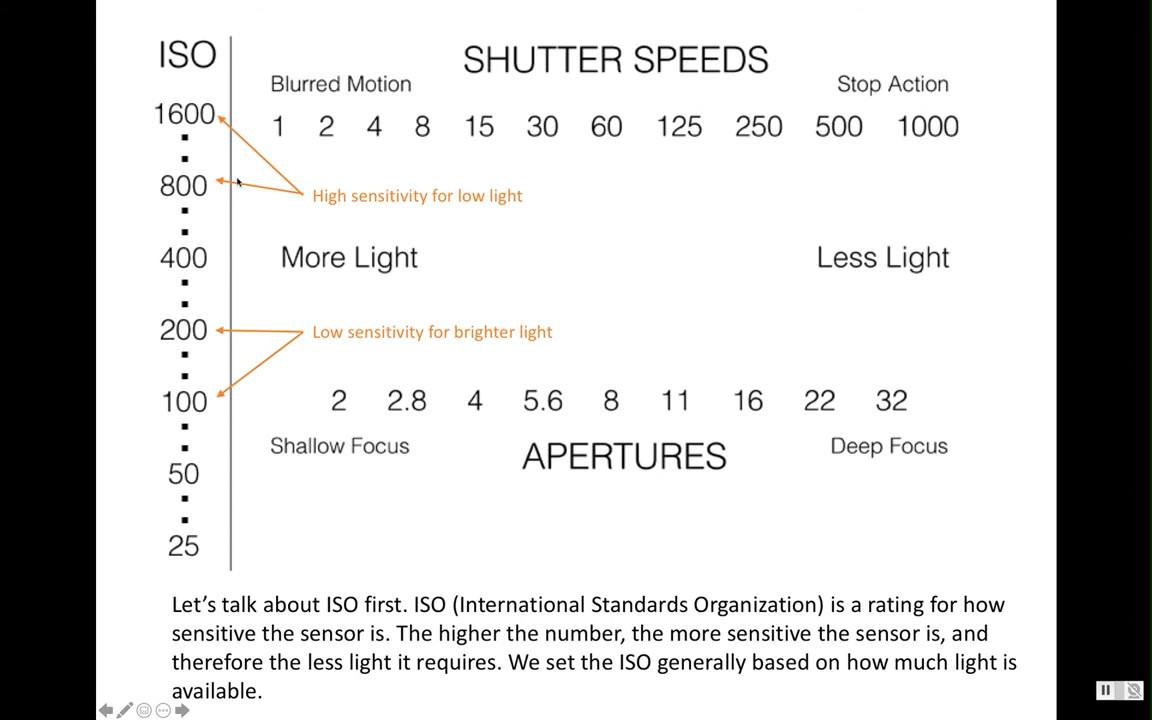 ISO
SHUTTER SPEEDS
Blurred Motion
Stop Action
1600
1 2 4 8 15 30 60 125 250 500 1000
800
High sensitivity for low light
400
More Light
Less Light
200
Low sensitivity for brighter light
100
2 2.8 4 5.6 8 11 16 22 32
Shallow Focus
APERTURES
Deep Focus
50
25
Let’s talk about ISO first. ISO (International Standards Organization) is a rating for how
sensitive the sensor is. The higher the number, the more sensitive the sensor is, and
therefore the less light it requires. We set the ISO generally based on how much light is
available.